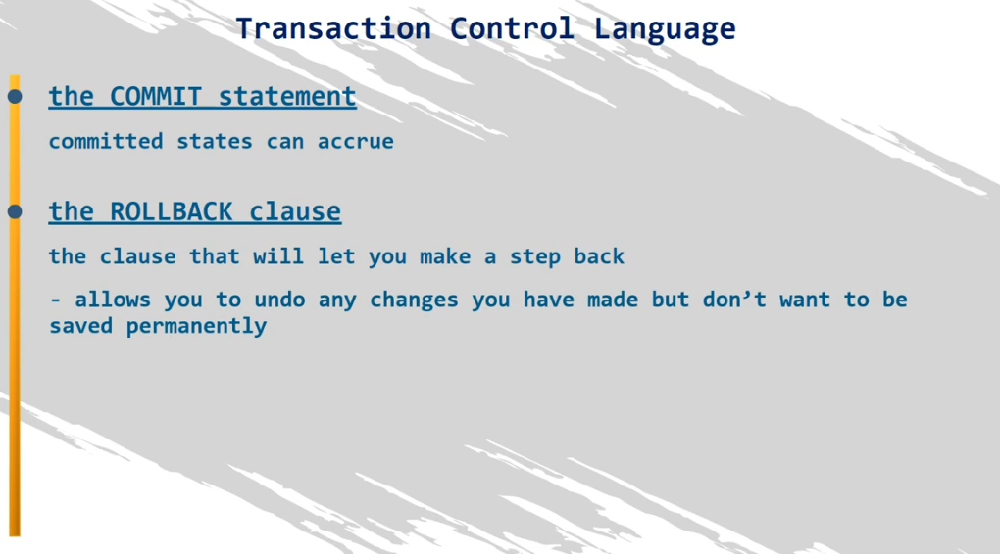 Transaction Control Language
the COMMIT statement
committed states can accrue
the ROLLBACK clause
the clause that will let you make a step back
- allows you to undo any changes you have made but don’t want to be
saved permanently